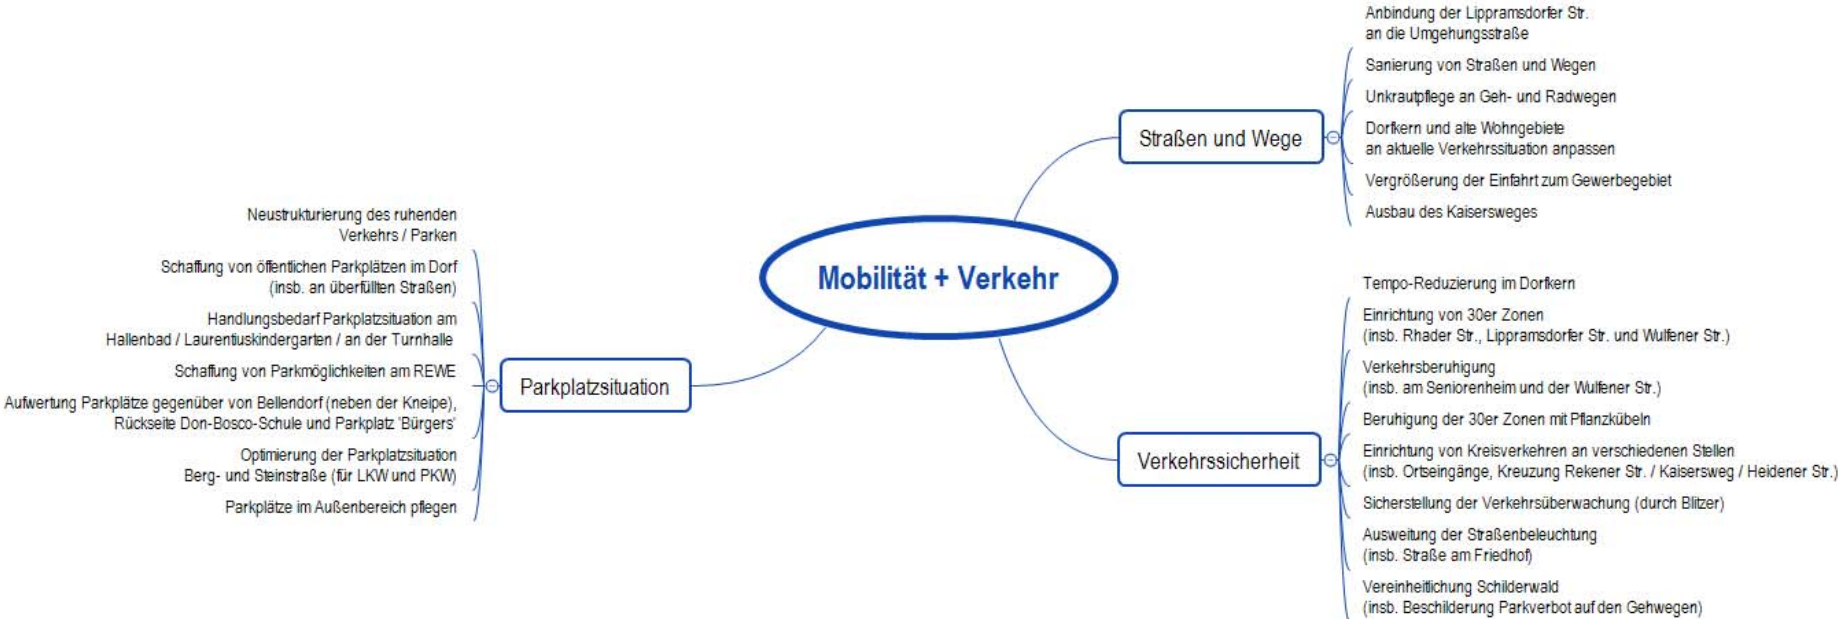 Mobilität + Verkehr
Straßen und Wege
Anbindung der Lippramsdorfer Str.
an die Umgehungsstraße
Sanierung von Straßen und Wegen
Unkrautpflege an Geh- und Radwegen
Dorfkern und alte Wohngebiete
an aktuelle Verkehrssituation anpassen
Vergrößerung der Einfahrt zum Gewerbegebiet
Ausbau des Kaisersweges
Verkehrssicherheit
Tempo-Reduzierung im Dorfkern
Einrichtung von 30er Zonen
(insb. Rhader Str., Lippramsdorfer Str. und Wulfener Str.)
Verkehrsberuhigung
(insb. am Seniorenheim und der Wulfener Str.)
Beruhigung der 30er Zonen mit Pflanzkübeln
Einrichtung von Kreisverkehren an verschiedenen Stellen
(insb. Ortseingänge, Kreuzung Rekener Str. / Kaisersweg / Heidener Str.)
Sicherstellung der Verkehrsüberwachung (durch Blitzer)
Ausweitung der Straßenbeleuchtung
(insb. Straße am Friedhof)
Vereinheitlichung Schilderwald
(insb. Beschilderung Parkverbot auf den Gehwegen)
Parkplatzsituation
Neustrukturierung des ruhenden
Verkehrs / Parken
Schaffung von öffentlichen Parkplätzen im Dorf
(insb. an überfüllten Straßen)
Handlungsbedarf Parkplatzsituation am
Hallenbad / Laurentiuskindergarten / an der Turnhalle
Schaffung von Parkmöglichkeiten am REWE
Aufwertung Parkplätze gegenüber von Bellendorf (neben der Kneipe),
Rückseite Don-Bosco-Schule und Parkplatz 'Bürgers'
Optimierung der Parkplatzsituation
Berg- und Steinstraße (für LKW und PKW)
Parkplätze im Außenbereich pflegen